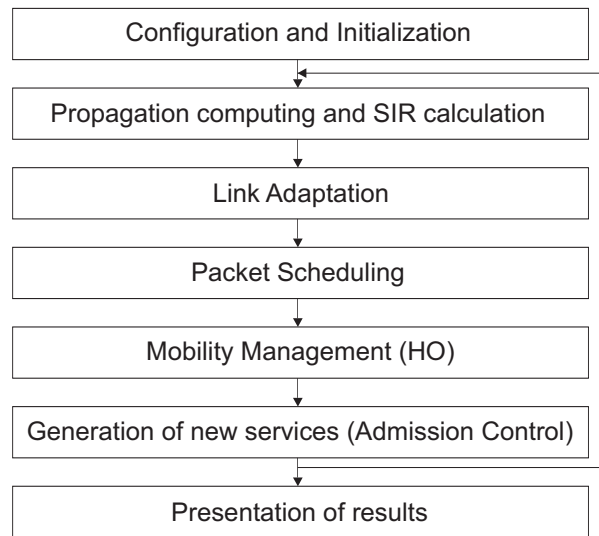 Configuration and Initialization
Propagation computing and SIR calculation
Link Adaptation
Packet Scheduling
Mobility Management (HO)
Generation of new services (Admission Control)
Presentation of results